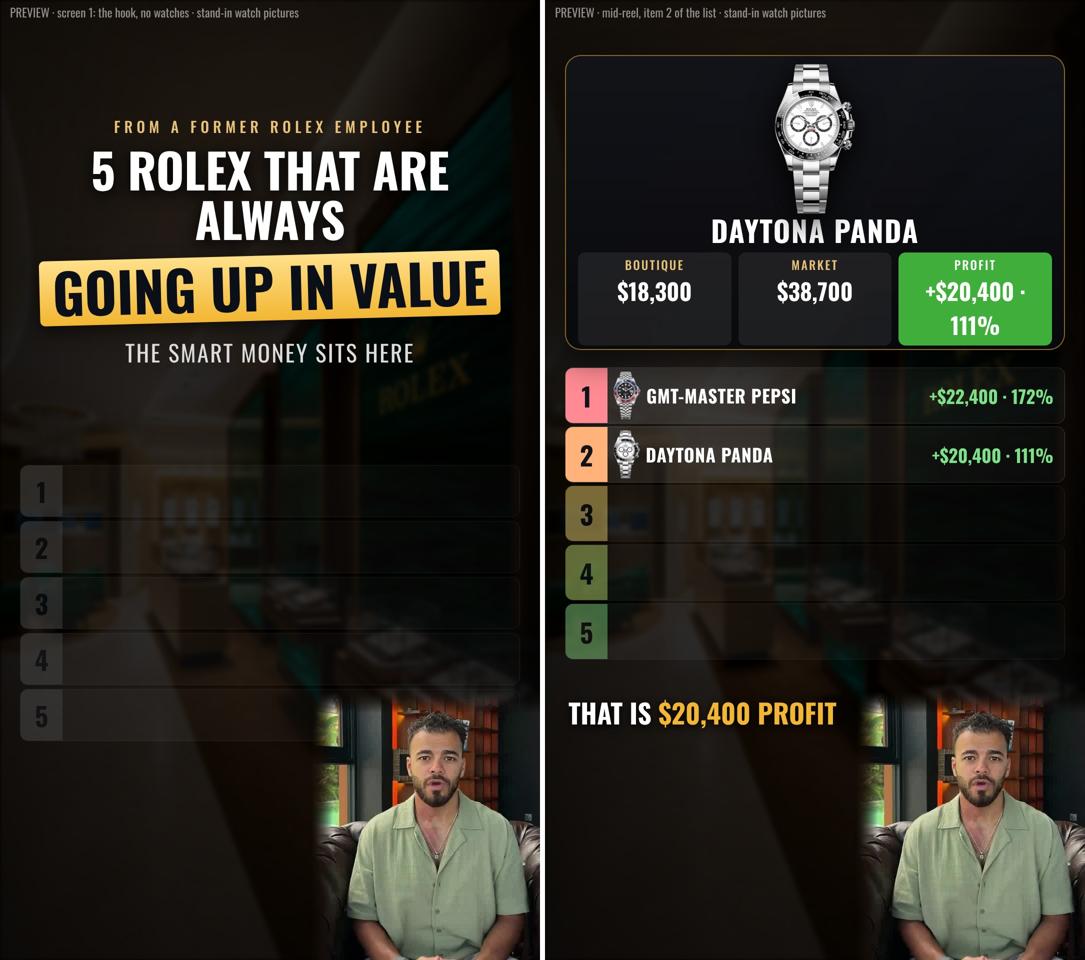 PREVIEW · screen 1: the hook, no watches · stand-in watch pictures
FROM A FORMER ROLEX EMPLOYEE
5 ROLEX THAT ARE
ALWAYS
GOING UP IN VALUE
THE SMART MONEY SITS HERE
ROLEX
1
2
3
4
5
PREVIEW · mid-reel, item 2 of the list · stand-in watch pictures
DAYTONA PANDA
BOUTIQUE
$18,300
MARKET
$38,700
PROFIT
+$20,400 ·
111%
1 GMT-MASTER PEPSI +$22,400 · 172%
2 DAYTONA PANDA +$20,400 · 111%
3
4
5
THAT IS $20,400 PROFIT